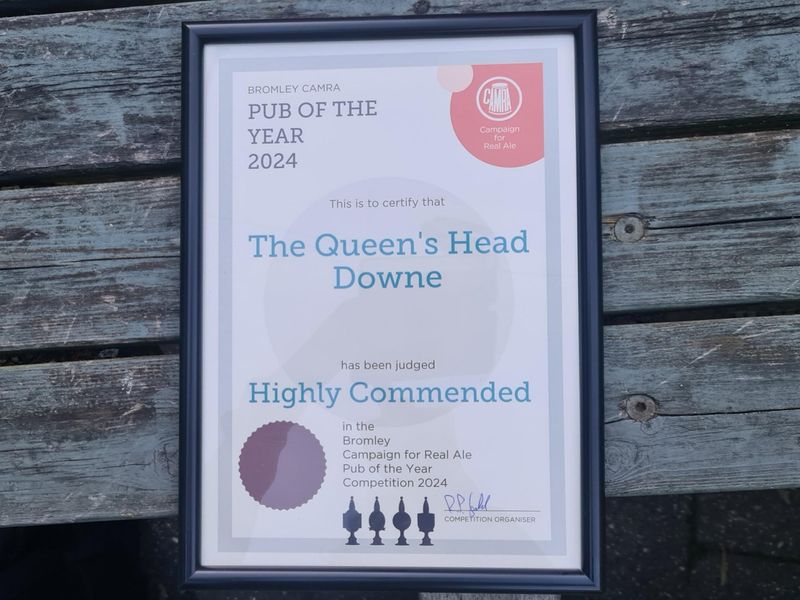 BROMLEY CAMRA
PUB OF THE
YEAR
2024
CAMRA
Campaign
for
Real Ale
This is to certify that
The Queen's Head
Downe
has been judged
Highly Commended
in the
Bromley
Campaign for Real Ale
Pub of the Year
Competition 2024
COMPETITION ORGANISER